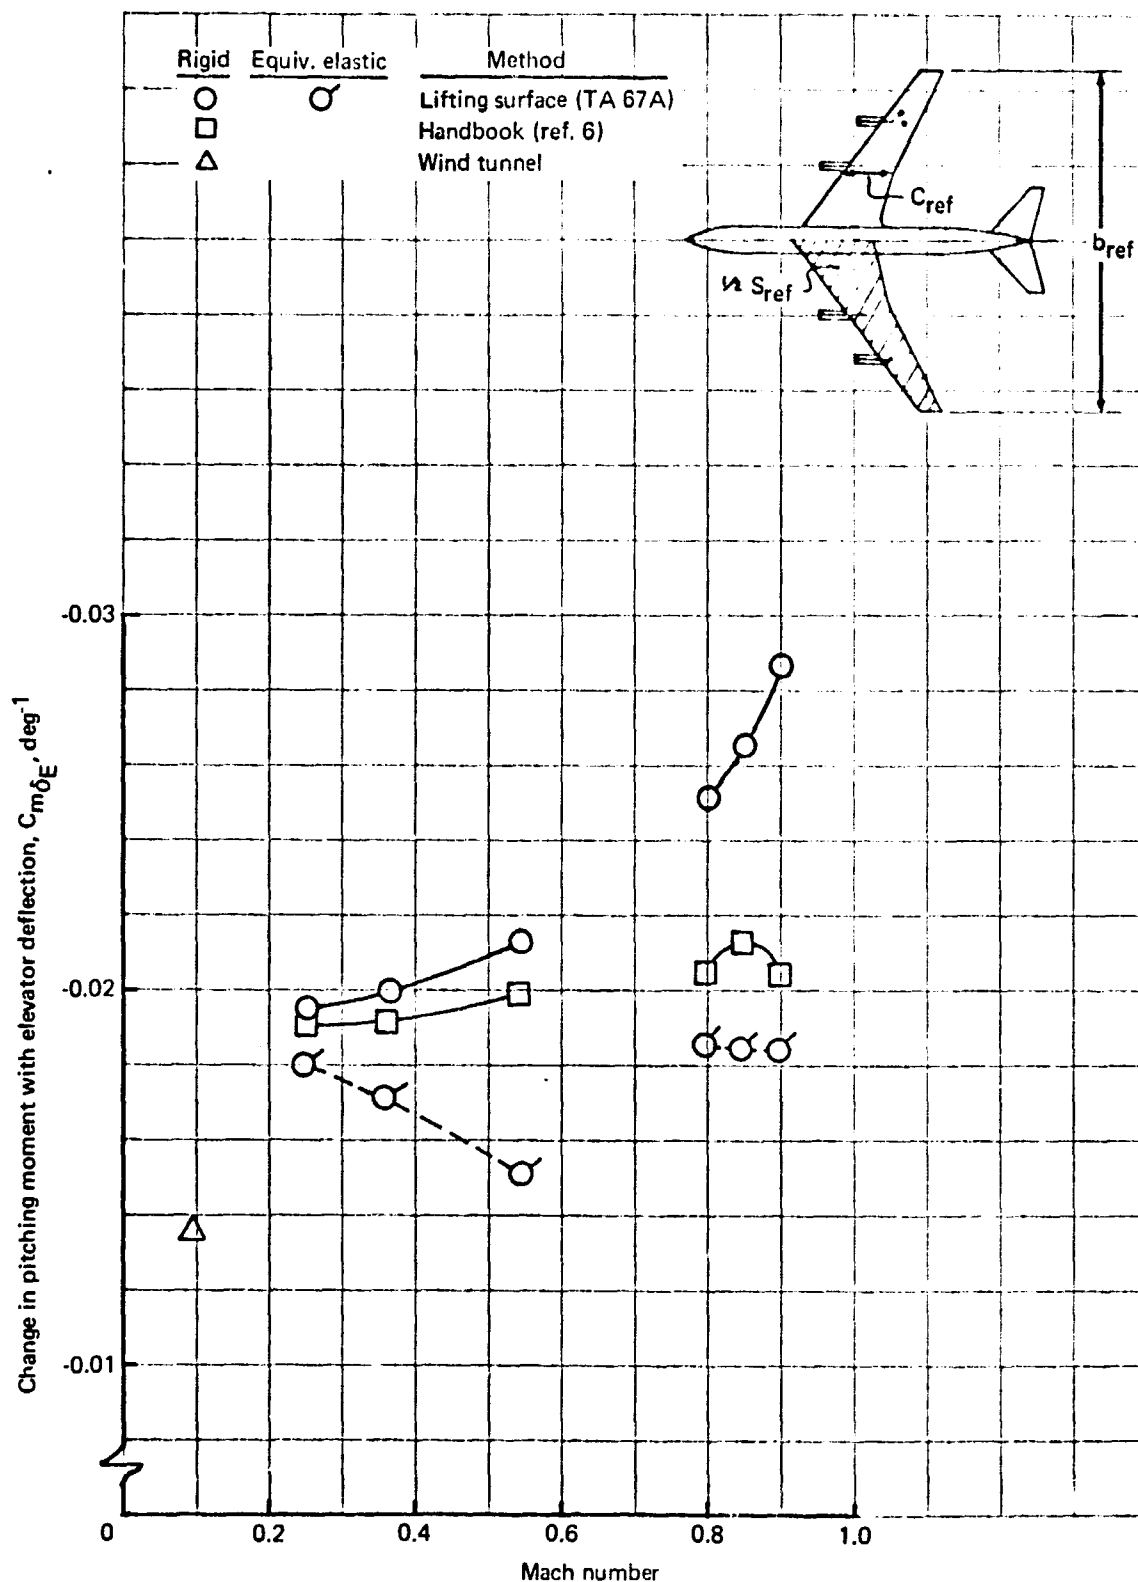 Rigid Equiv. elastic Method
Lifting surface (TA 67A)
Handbook (ref. 6)
Wind tunnel
C_ref
b_ref
S_ref
-0.03
-0.02
-0.01
Change in pitching moment with elevator deflection, C_mδE, deg⁻¹
0 0.2 0.4 0.6 0.8 1.0
Mach number